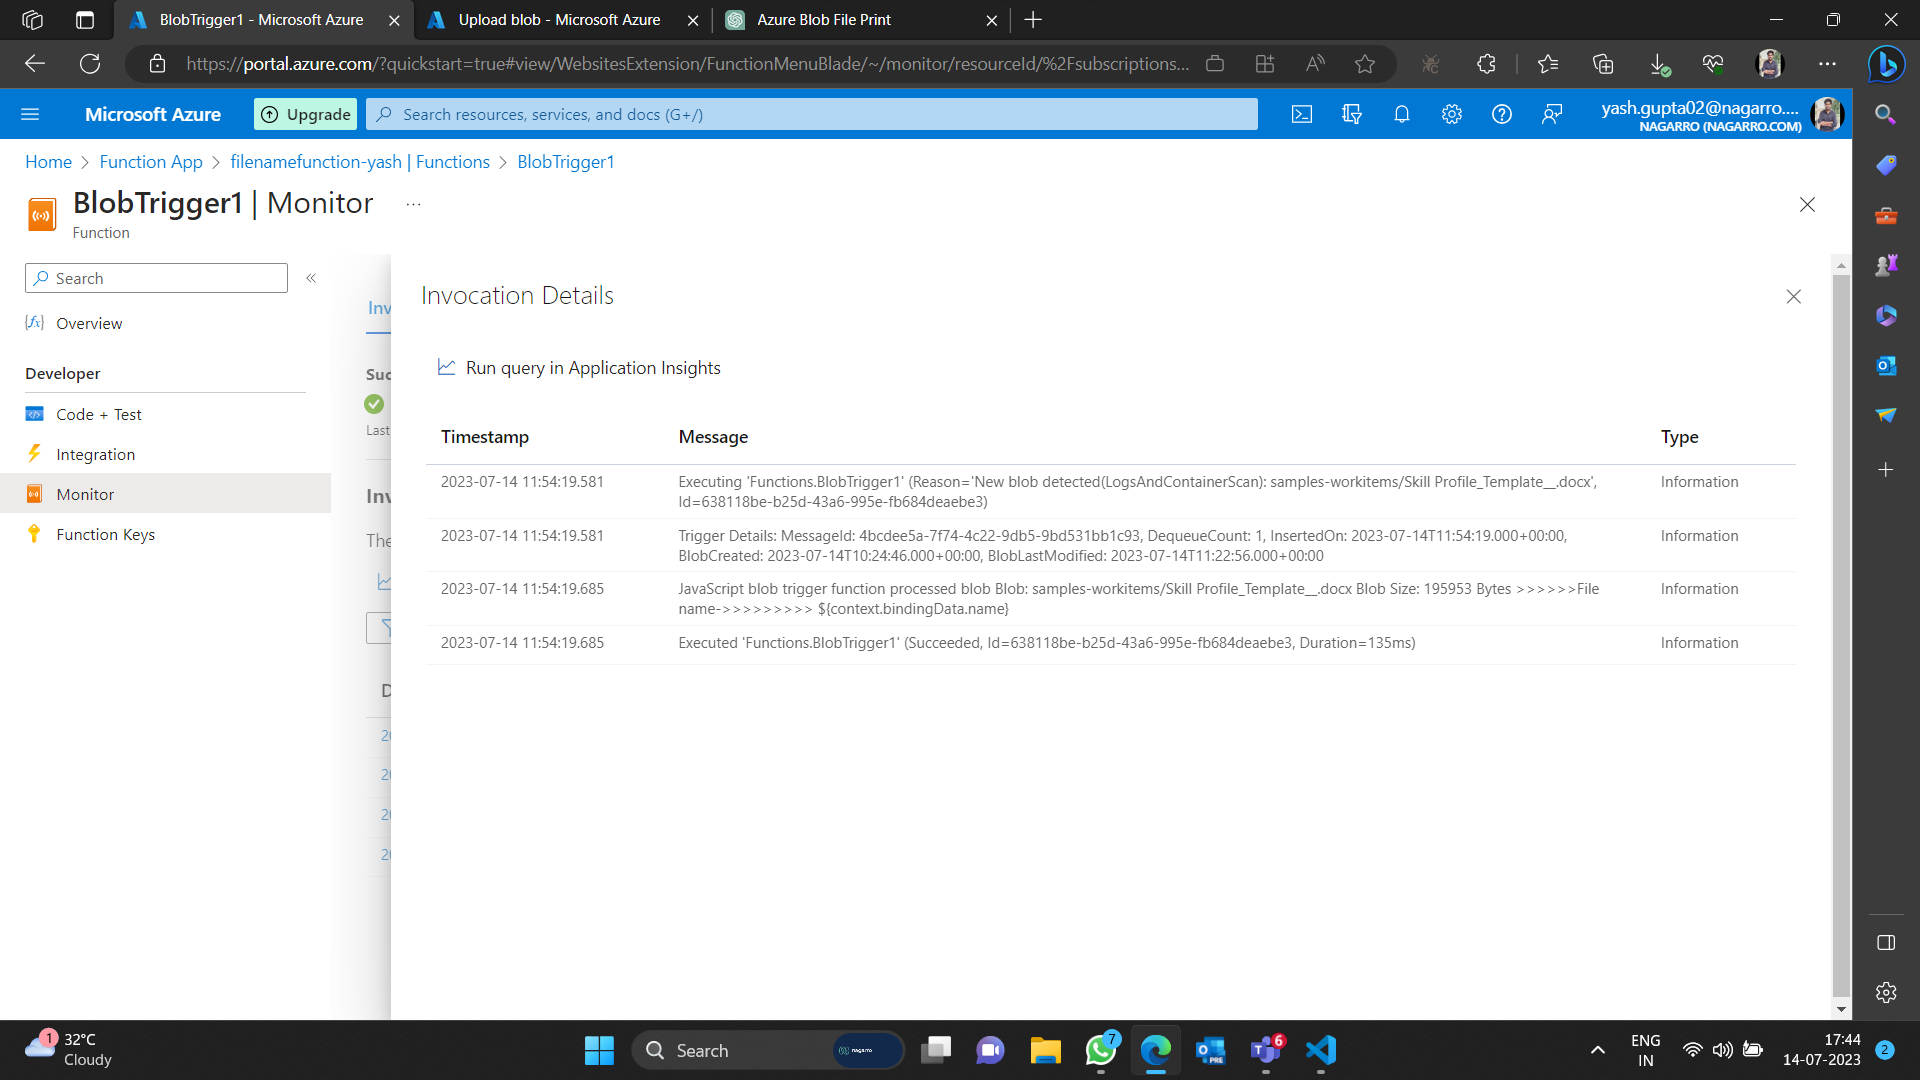 BlobTrigger1 - Microsoft Azure
Upload blob - Microsoft Azure
Azure Blob File Print
https://portal.azure.com/?quickstart=true#view/WebsitesExtension/FunctionMenuBlade/~/monitor/resourceId/%2Fsubscriptions...
Microsoft Azure
Upgrade
Search resources, services, and docs (G+/)
yash.gupta02@nagarro....
NAGARRO (NAGARRO.COM)
Home > Function App > filenamefunction-yash | Functions > BlobTrigger1
BlobTrigger1 | Monitor ...
Function
Search
«
Overview
Developer
Code + Test
Integration
Monitor
Function Keys
Inv
Suc
Last
Inv
The
D
20
20
20
20
Invocation Details
Run query in Application Insights
Timestamp Message Type
2023-07-14 11:54:19.581 Executing 'Functions.BlobTrigger1' (Reason='New blob detected(LogsAndContainerScan): samples-workitems/Skill Profile_Template__.docx', Information
Id=638118be-b25d-43a6-995e-fb684deaebe3)
2023-07-14 11:54:19.581 Trigger Details: MessageId: 4bcdee5a-7f74-4c22-9db5-9bd531bb1c93, DequeueCount: 1, InsertedOn: 2023-07-14T11:54:19.000+00:00, Information
BlobCreated: 2023-07-14T10:24:46.000+00:00, BlobLastModified: 2023-07-14T11:22:56.000+00:00
2023-07-14 11:54:19.685 JavaScript blob trigger function processed blob Blob: samples-workitems/Skill Profile_Template__.docx Blob Size: 195953 Bytes >>>>>>File Information
name->>>>>>>>> ${context.bindingData.name}
2023-07-14 11:54:19.685 Executed 'Functions.BlobTrigger1' (Succeeded, Id=638118be-b25d-43a6-995e-fb684deaebe3, Duration=135ms) Information
1
32°C
Cloudy
Search
nagarro
PRE
7
6
ENG
IN
17:44
14-07-2023
2